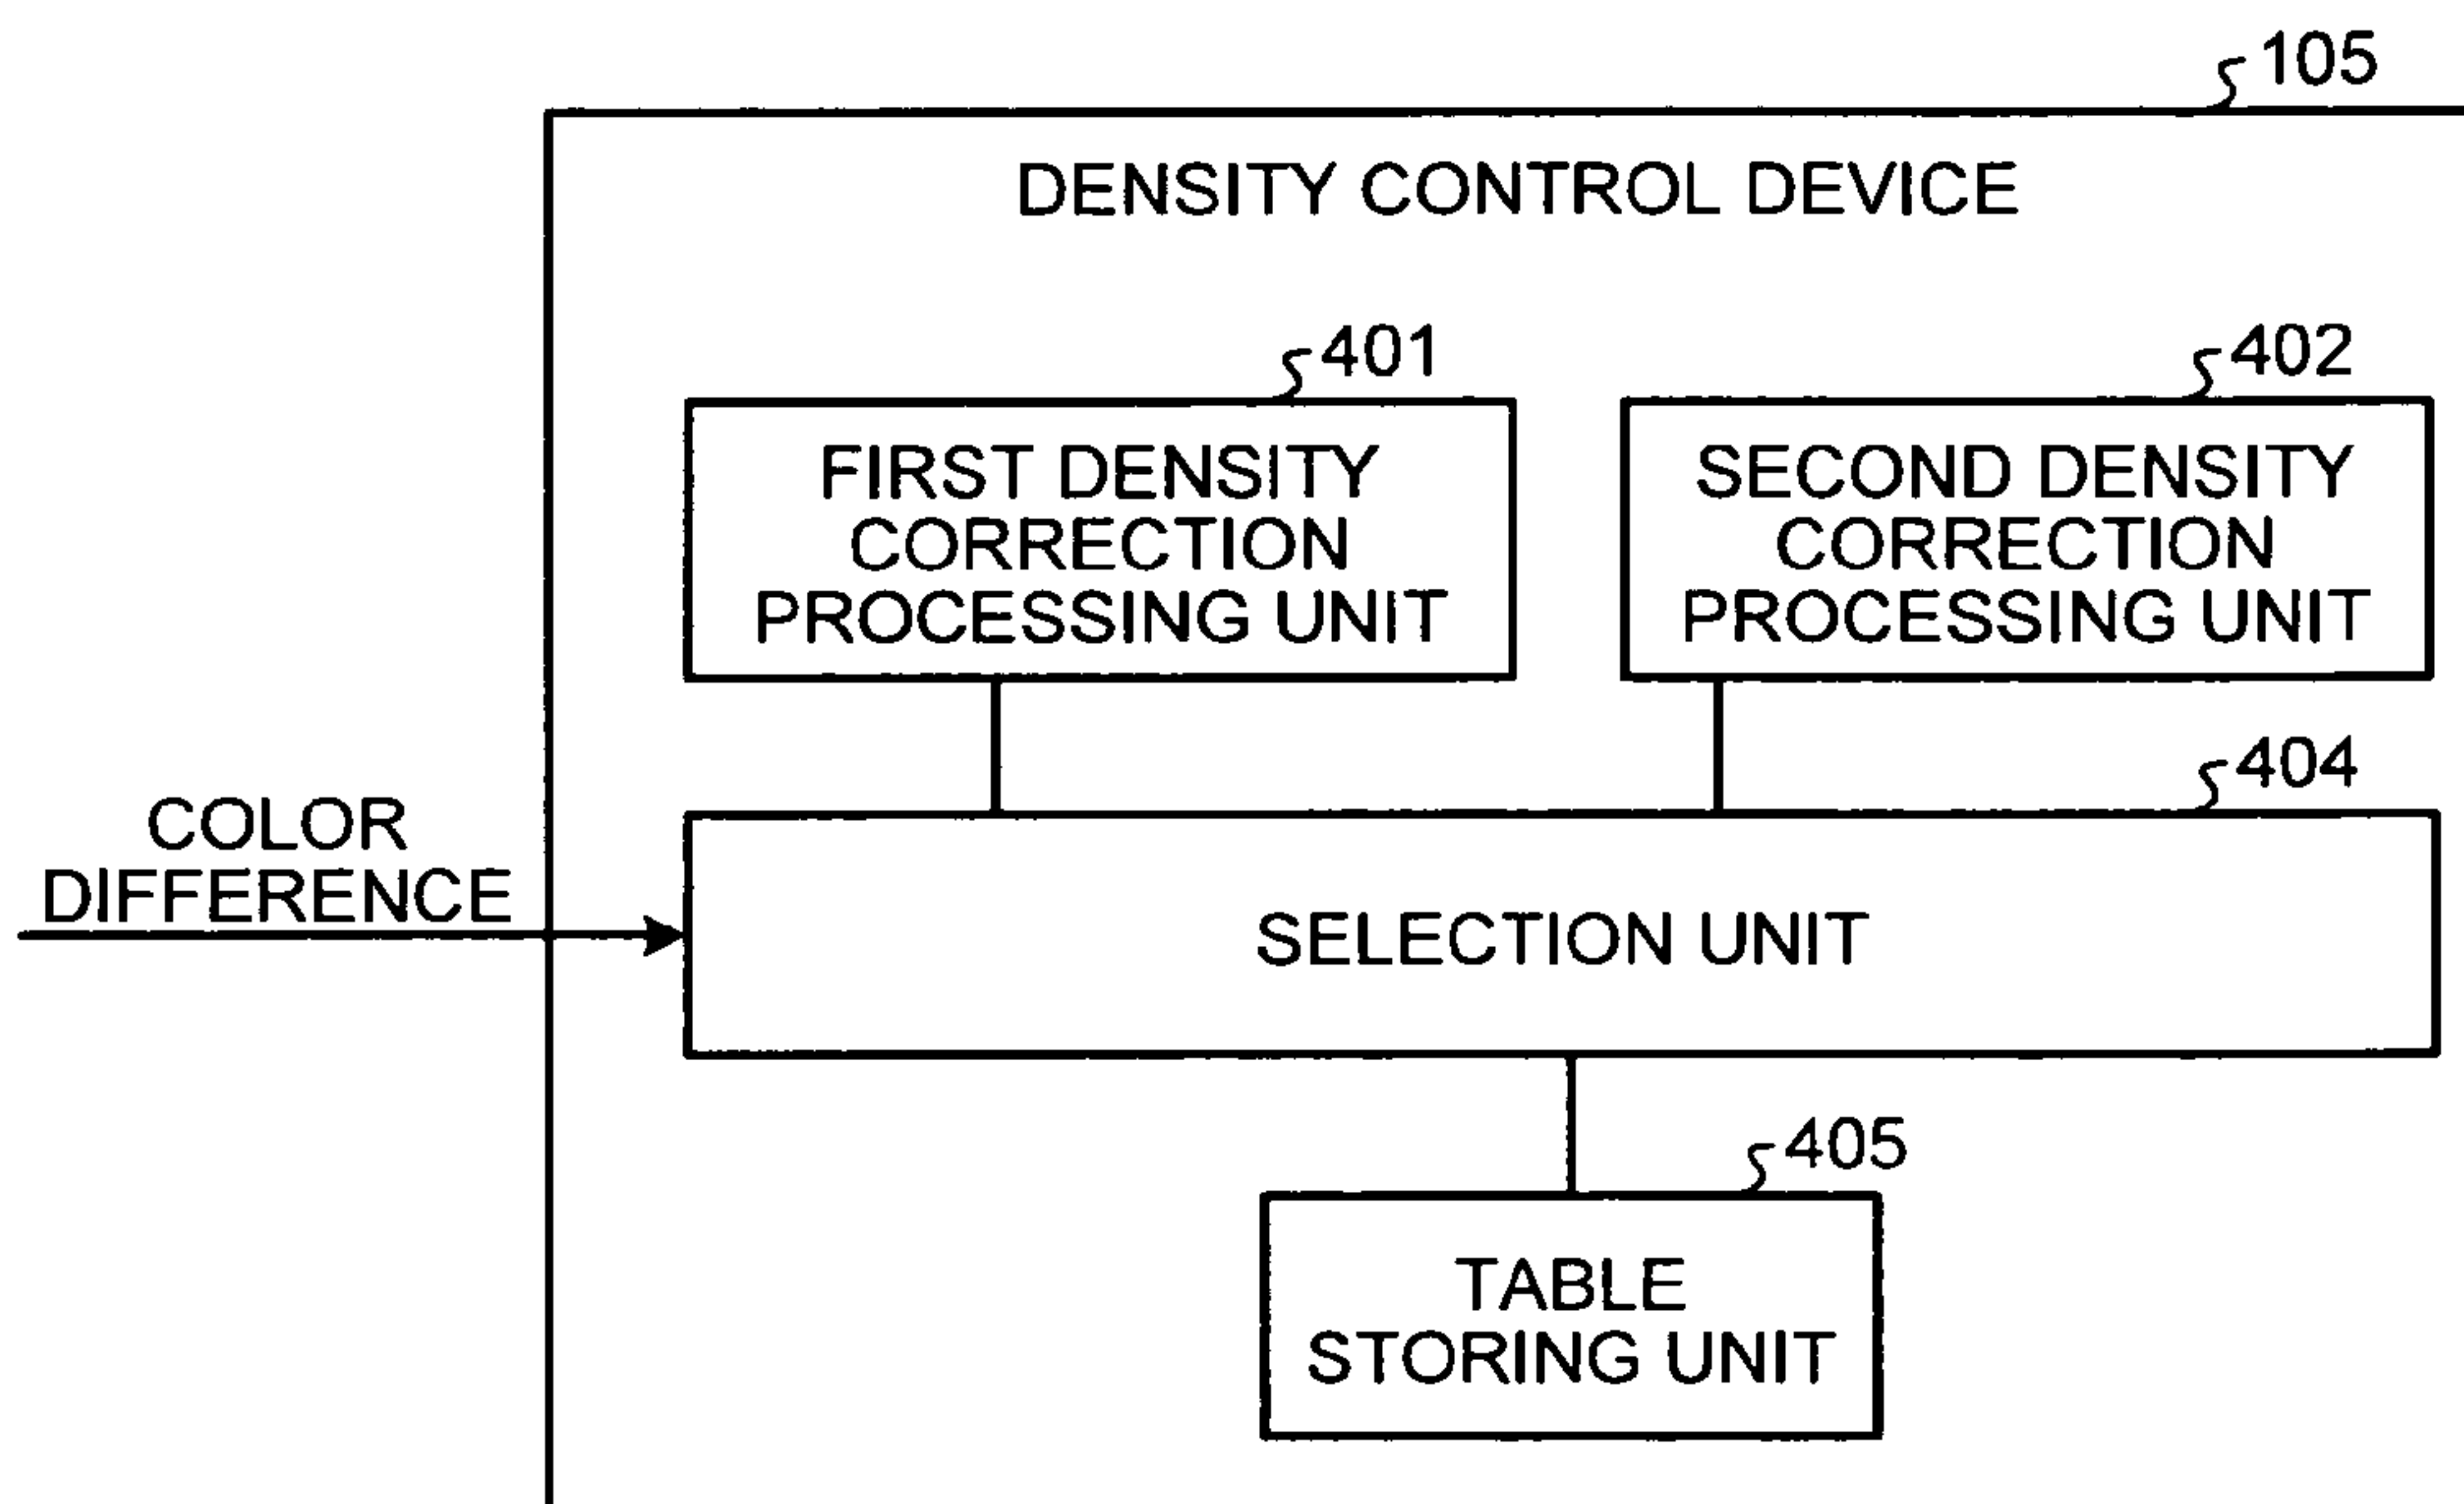 105
DENSITY CONTROL DEVICE
401
402
FIRST DENSITY
CORRECTION
PROCESSING UNIT
SECOND DENSITY
CORRECTION
PROCESSING UNIT
404
COLOR
DIFFERENCE
SELECTION UNIT
405
TABLE
STORING UNIT